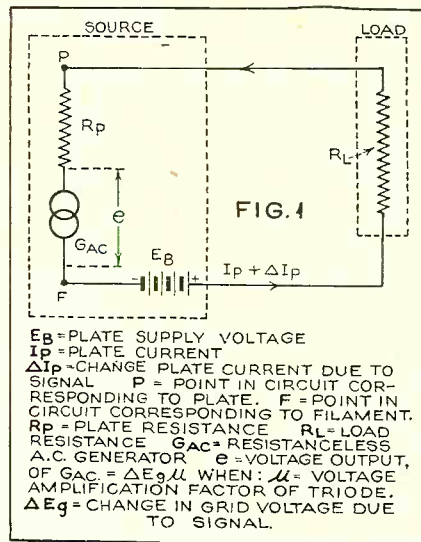 SOURCE
LOAD
P
RP
RL
e
FIG. 1
GAC
EB
- +
IP + ΔIP
F
EB=PLATE SUPPLY VOLTAGE
IP=PLATE CURRENT
ΔIP=CHANGE PLATE CURRENT DUE TO
SIGNAL P = POINT IN CIRCUIT COR-
RESPONDING TO PLATE. F = POINT IN
CIRCUIT CORRESPONDING TO FILAMENT.
RP = PLATE RESISTANCE RL=LOAD
RESISTANCE GAC=RESISTANCELESS
A.C. GENERATOR e=VOLTAGE OUTPUT,
OF GAC = ΔEgμ WHEN: μ= VOLTAGE
AMPLIFICATION FACTOR OF TRIODE.
ΔEg=CHANGE IN GRID VOLTAGE DUE
TO SIGNAL.